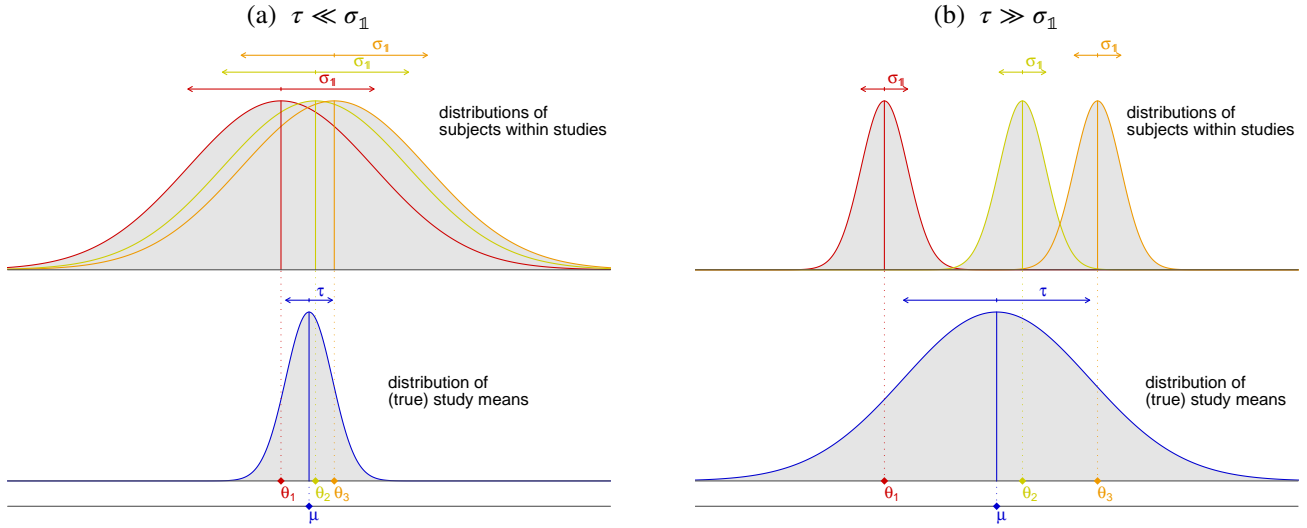 (a) τ ≪ σ𝟙
σ𝟙
σ𝟙
σ𝟙
distributions of
subjects within studies
τ
distribution of
(true) study means
θ1 θ2 θ3
μ
(b) τ ≫ σ𝟙
σ𝟙
σ𝟙
σ𝟙
distributions of
subjects within studies
τ
distribution of
(true) study means
θ1 θ2 θ3
μ